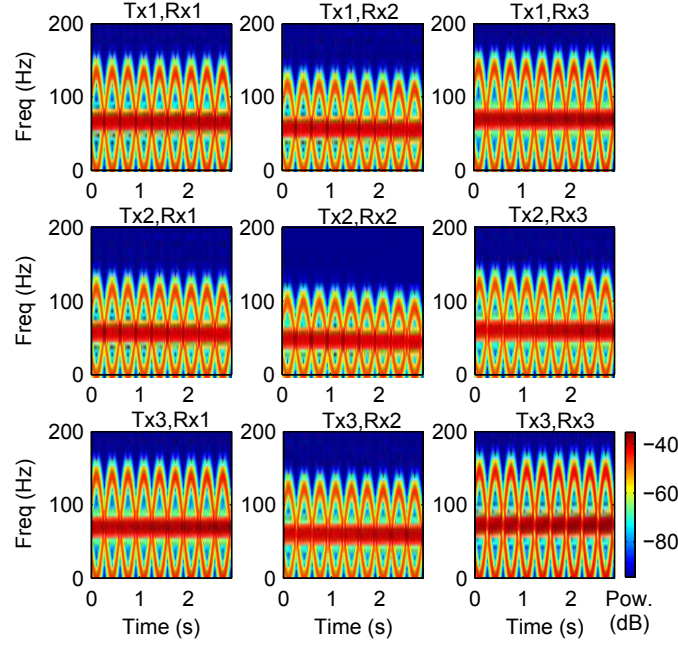 Tx1,Rx1 Tx1,Rx2 Tx1,Rx3
200 200 200
Freq (Hz)
100 100 100
0 0 0
0 1 2 0 1 2 0 1 2
Tx2,Rx1 Tx2,Rx2 Tx2,Rx3
200 200 200
Freq (Hz)
100 100 100
0 0 0
0 1 2 0 1 2 0 1 2
Tx3,Rx1 Tx3,Rx2 Tx3,Rx3
200 200 200
−40
Freq (Hz)
100 100 100
−60
−80
0 0 0
0 1 2 0 1 2 0 1 2 Pow.
Time (s) Time (s) Time (s) (dB)